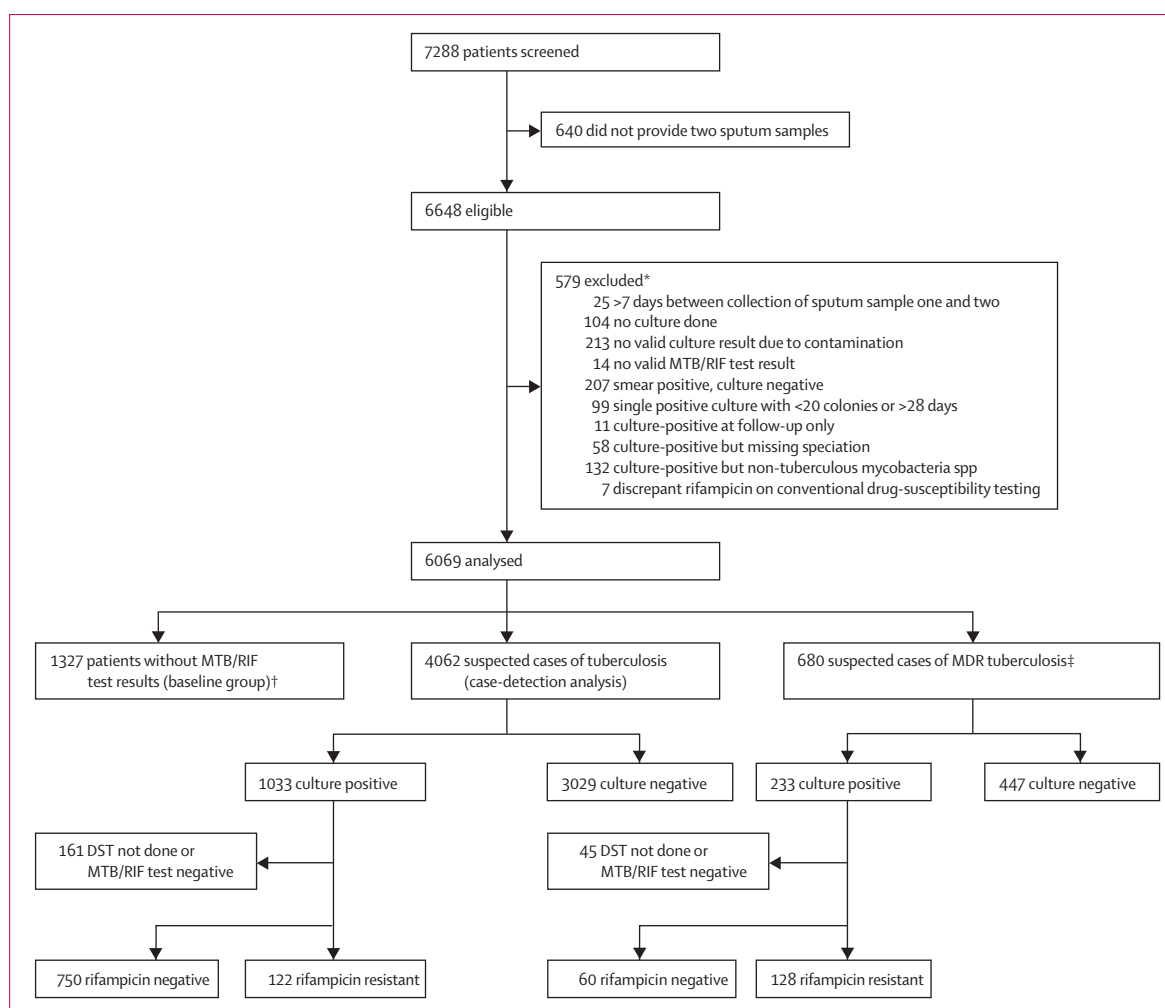 7288 patients screened
640 did not provide two sputum samples
6648 eligible
579 excluded*
25 >7 days between collection of sputum sample one and two
104 no culture done
213 no valid culture result due to contamination
14 no valid MTB/RIF test result
207 smear positive, culture negative
99 single positive culture with <20 colonies or >28 days
11 culture-positive at follow-up only
58 culture-positive but missing speciation
132 culture-positive but non-tuberculous mycobacteria spp
7 discrepant rifampicin on conventional drug-susceptibility testing
6069 analysed
1327 patients without MTB/RIF
test results (baseline group)†
4062 suspected cases of tuberculosis
(case-detection analysis)
680 suspected cases of MDR tuberculosis‡
1033 culture positive
3029 culture negative
233 culture positive
447 culture negative
161 DST not done or
MTB/RIF test negative
45 DST not done or
MTB/RIF test negative
750 rifampicin negative
122 rifampicin resistant
60 rifampicin negative
128 rifampicin resistant